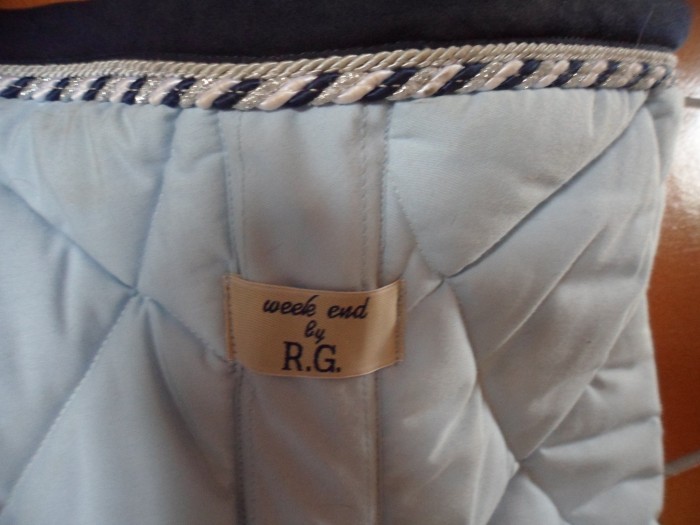 week end
by
R.G.